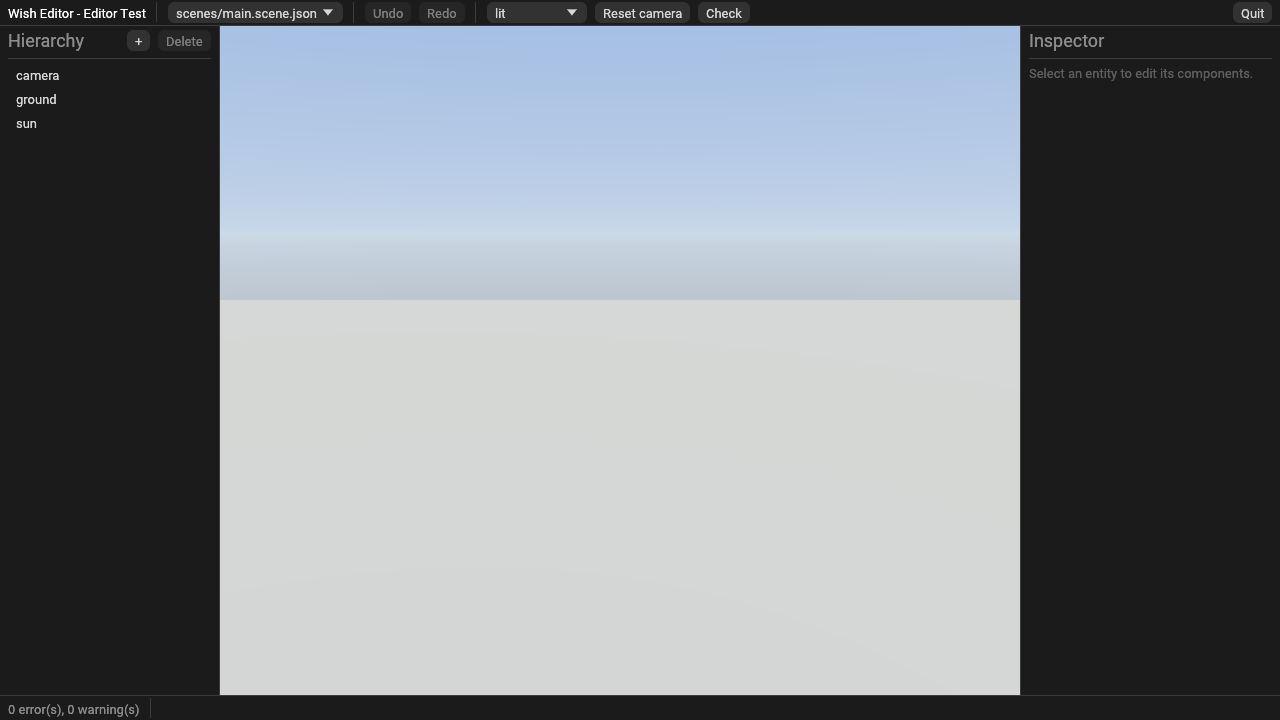 Wish Editor - Editor Test scenes/main.scene.json Undo Redo lit Reset camera Check Quit
Hierarchy + Delete
camera
ground
sun
Inspector
Select an entity to edit its components.
0 error(s), 0 warning(s)